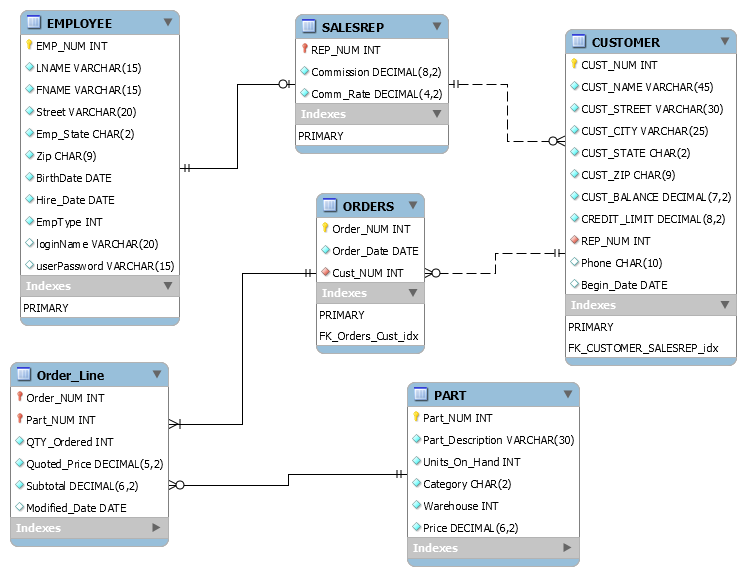 EMPLOYEE
EMP_NUM INT
LNAME VARCHAR(15)
FNAME VARCHAR(15)
Street VARCHAR(20)
Emp_State CHAR(2)
Zip CHAR(9)
BirthDate DATE
Hire_Date DATE
EmpType INT
loginName VARCHAR(20)
userPassword VARCHAR(15)
Indexes
PRIMARY
SALESREP
REP_NUM INT
Commission DECIMAL(8,2)
Comm_Rate DECIMAL(4,2)
Indexes
PRIMARY
CUSTOMER
CUST_NUM INT
CUST_NAME VARCHAR(45)
CUST_STREET VARCHAR(30)
CUST_CITY VARCHAR(25)
CUST_STATE CHAR(2)
CUST_ZIP CHAR(9)
CUST_BALANCE DECIMAL(7,2)
CREDIT_LIMIT DECIMAL(8,2)
REP_NUM INT
Phone CHAR(10)
Begin_Date DATE
Indexes
PRIMARY
FK_CUSTOMER_SALESREP_idx
ORDERS
Order_NUM INT
Order_Date DATE
Cust_NUM INT
Indexes
PRIMARY
FK_Orders_Cust_idx
Order_Line
Order_NUM INT
Part_NUM INT
QTY_Ordered INT
Quoted_Price DECIMAL(5,2)
Subtotal DECIMAL(6,2)
Modified_Date DATE
Indexes
PART
Part_NUM INT
Part_Description VARCHAR(30)
Units_On_Hand INT
Category CHAR(2)
Warehouse INT
Price DECIMAL(6,2)
Indexes